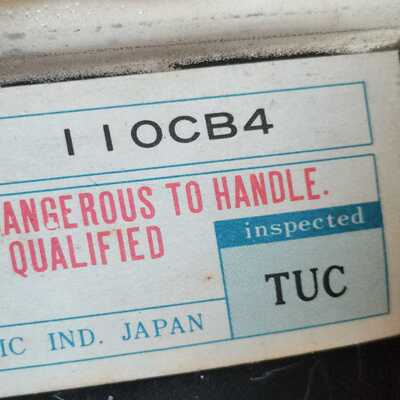 110CB4
ANGEROUS TO HANDLE.
QUALIFIED
inspected
TUC
IC IND. JAPAN